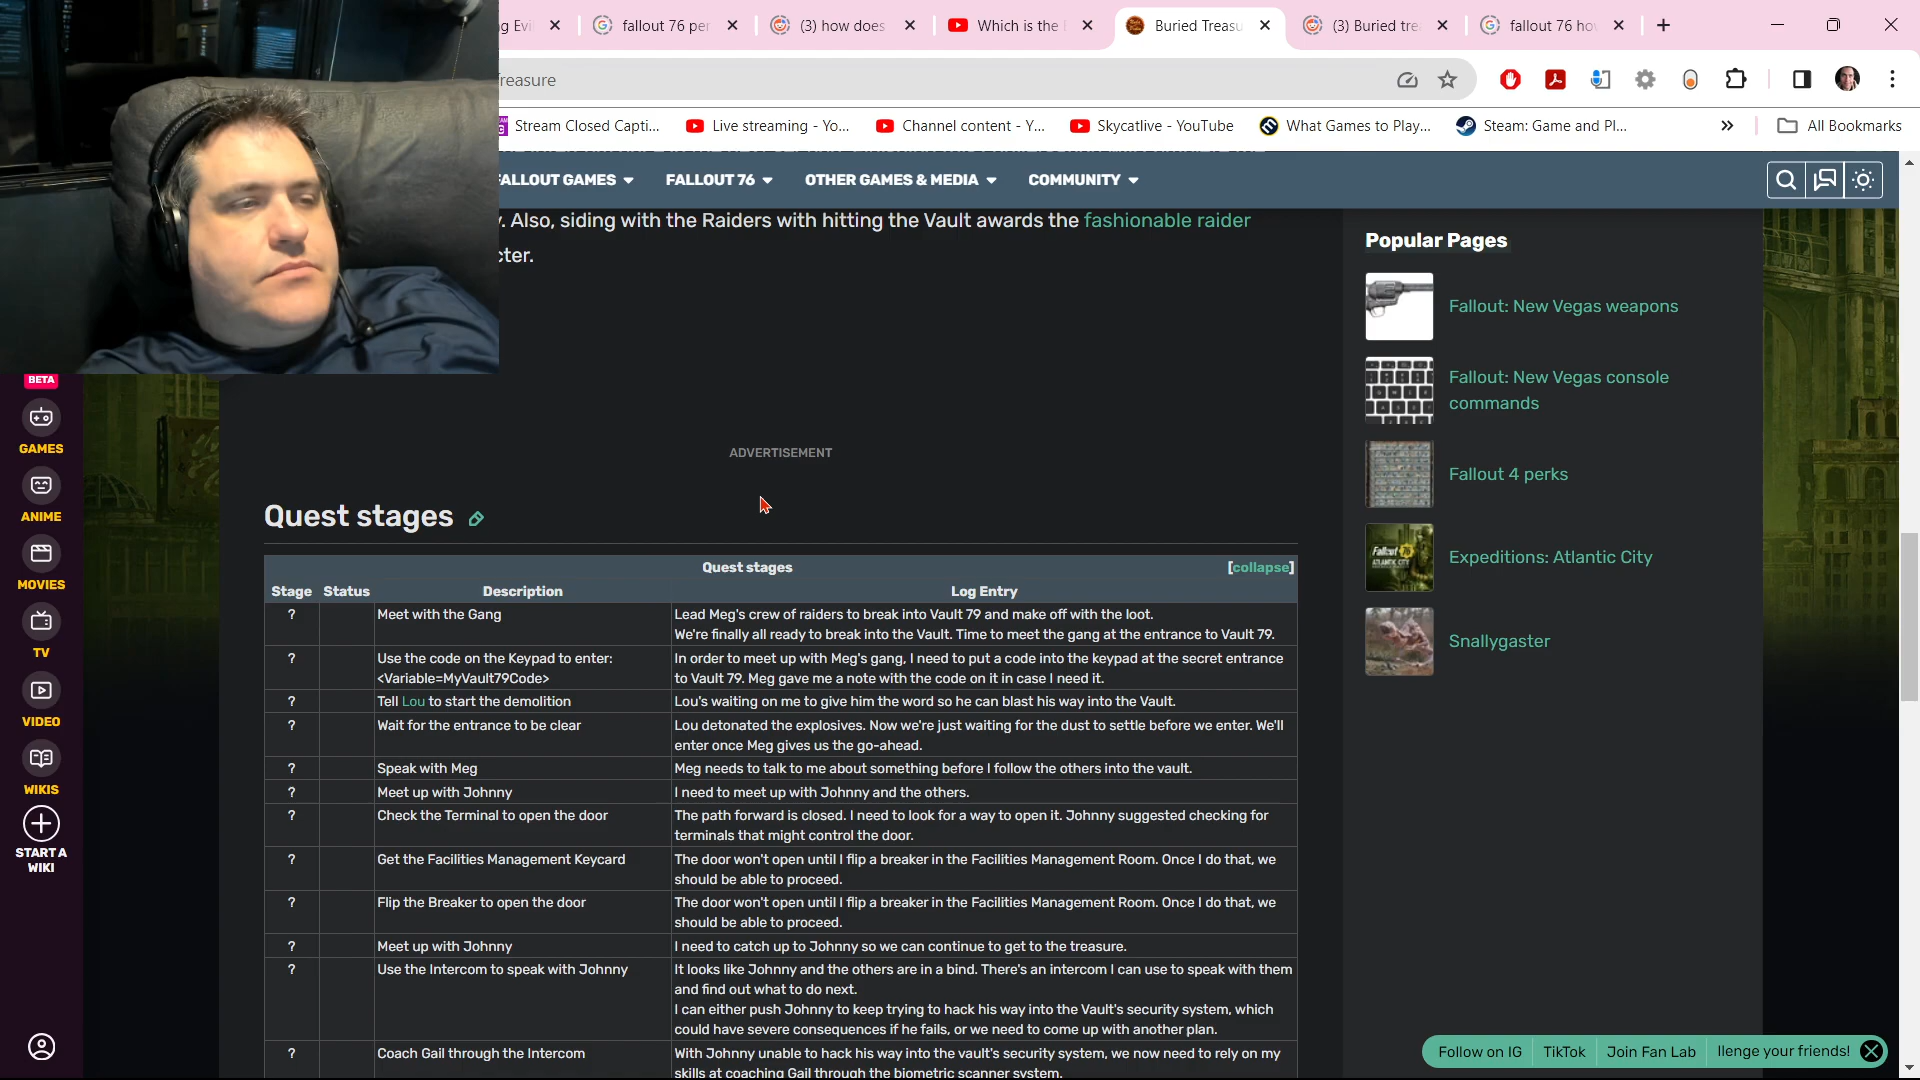 ng Evi
fallout 76 per
(3) how does
Which is the
Buried Treasu
(3) Buried tre
fallout 76 ho
Treasure
Stream Closed Capti...
Live streaming - Yo...
Channel content - Y...
Skycatlive - YouTube
What Games to Play...
Steam: Game and Pl...
»
All Bookmarks
FALLOUT GAMES
FALLOUT 76
OTHER GAMES & MEDIA
COMMUNITY
. Also, siding with the Raiders with hitting the Vault awards the fashionable raider
cter.
BETA
GAMES
ANIME
MOVIES
TV
VIDEO
WIKIS
START A
WIKI
ADVERTISEMENT
Quest stages
Quest stages [collapse]
Stage Status Description Log Entry
? Meet with the Gang Lead Meg's crew of raiders to break into Vault 79 and make off with the loot.
We're finally all ready to break into the Vault. Time to meet the gang at the entrance to Vault 79.
? Use the code on the Keypad to enter: In order to meet up with Meg's gang, I need to put a code into the keypad at the secret entrance
<Variable=MyVault79Code> to Vault 79. Meg gave me a note with the code on it in case I need it.
? Tell Lou to start the demolition Lou's waiting on me to give him the word so he can blast his way into the Vault.
? Wait for the entrance to be clear Lou detonated the explosives. Now we're just waiting for the dust to settle before we enter. We'll
enter once Meg gives us the go-ahead.
? Speak with Meg Meg needs to talk to me about something before I follow the others into the vault.
? Meet up with Johnny I need to meet up with Johnny and the others.
? Check the Terminal to open the door The path forward is closed. I need to look for a way to open it. Johnny suggested checking for
terminals that might control the door.
? Get the Facilities Management Keycard The door won't open until I flip a breaker in the Facilities Management Room. Once I do that, we
should be able to proceed.
? Flip the Breaker to open the door The door won't open until I flip a breaker in the Facilities Management Room. Once I do that, we
should be able to proceed.
? Meet up with Johnny I need to catch up to Johnny so we can continue to get to the treasure.
? Use the Intercom to speak with Johnny It looks like Johnny and the others are in a bind. There's an intercom I can use to speak with them
and find out what to do next.
I can either push Johnny to keep trying to hack his way into the Vault's security system, which
could have severe consequences if he fails, or we need to come up with another plan.
? Coach Gail through the Intercom With Johnny unable to hack his way into the vault's security system, we now need to rely on my
skills at coaching Gail through the biometric scanner system.
Popular Pages
Fallout: New Vegas weapons
Fallout: New Vegas console
commands
Fallout 4 perks
Expeditions: Atlantic City
Snallygaster
Follow on IG
TikTok
Join Fan Lab
llenge your friends!